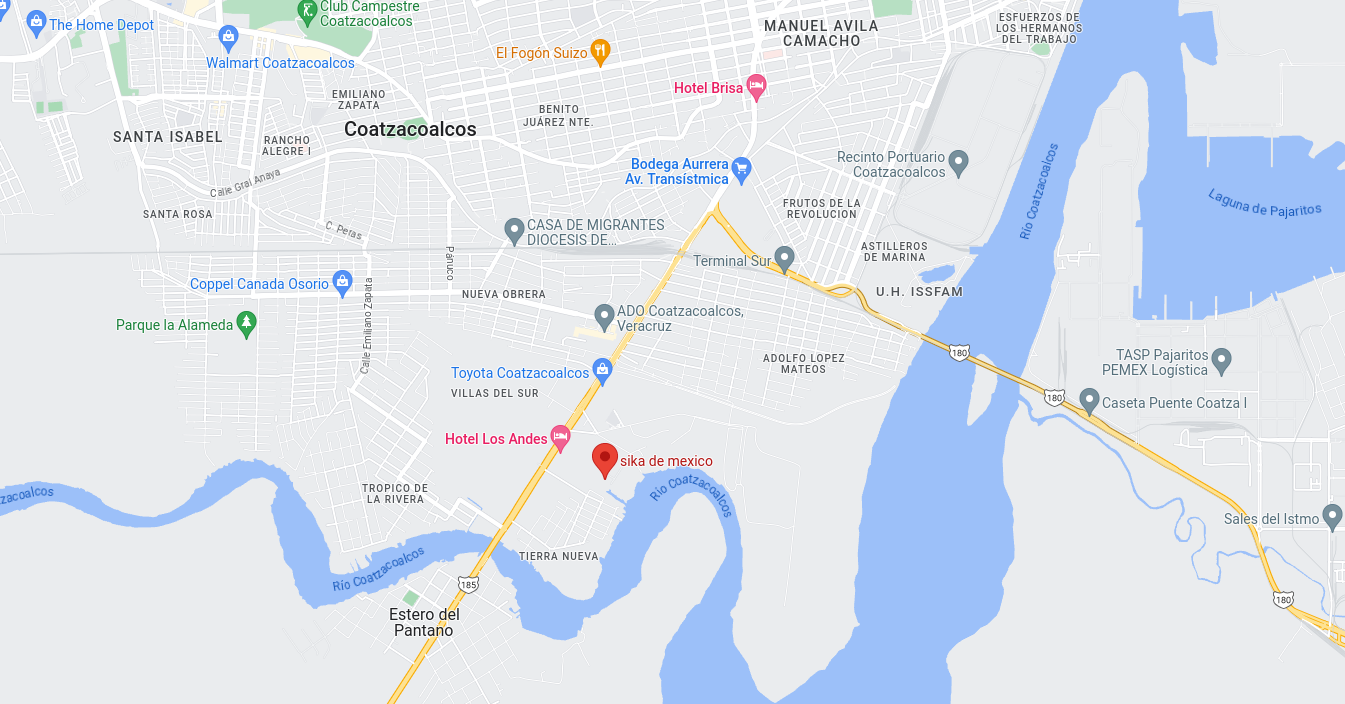 Club Campestre
Coatzacoalcos
The Home Depot
Walmart Coatzacoalcos
El Fogón Suizo
MANUEL AVILA
CAMACHO
ESFUERZOS DE
LOS HERMANOS
DEL TRABAJO
Hotel Brisa
EMILIANO
ZAPATA
BENITO
JUÁREZ NTE.
Coatzacoalcos
SANTA ISABEL
RANCHO
ALEGRE I
Bodega Aurrera
Av. Transístmica
Recinto Portuario
Coatzacoalcos
Río Coatzacoalcos
Laguna de Pajaritos
Calle Gral Anaya
SANTA ROSA
C. Peras
FRUTOS DE LA
REVOLUCION
CASA DE MIGRANTES
DIOCESIS DE...
Pánuco
Terminal Sur
ASTILLEROS
DE MARINA
U.H. ISSFAM
Coppel Canada Osorio
NUEVA OBRERA
Parque la Alameda
Calle Emiliano Zapata
ADO Coatzacoalcos,
Veracruz
180
ADOLFO LOPEZ
MATEOS
TASP Pajaritos
PEMEX Logística
Toyota Coatzacoalcos
VILLAS DEL SUR
180
Caseta Puente Coatza I
Hotel Los Andes
sika de mexico
TROPICO DE
LA RIVERA
zacoalcos
Río Coatzacoalcos
Sales del Istmo
TIERRA NUEVA
Río Coatzacoalcos
185
180
Estero del
Pantano